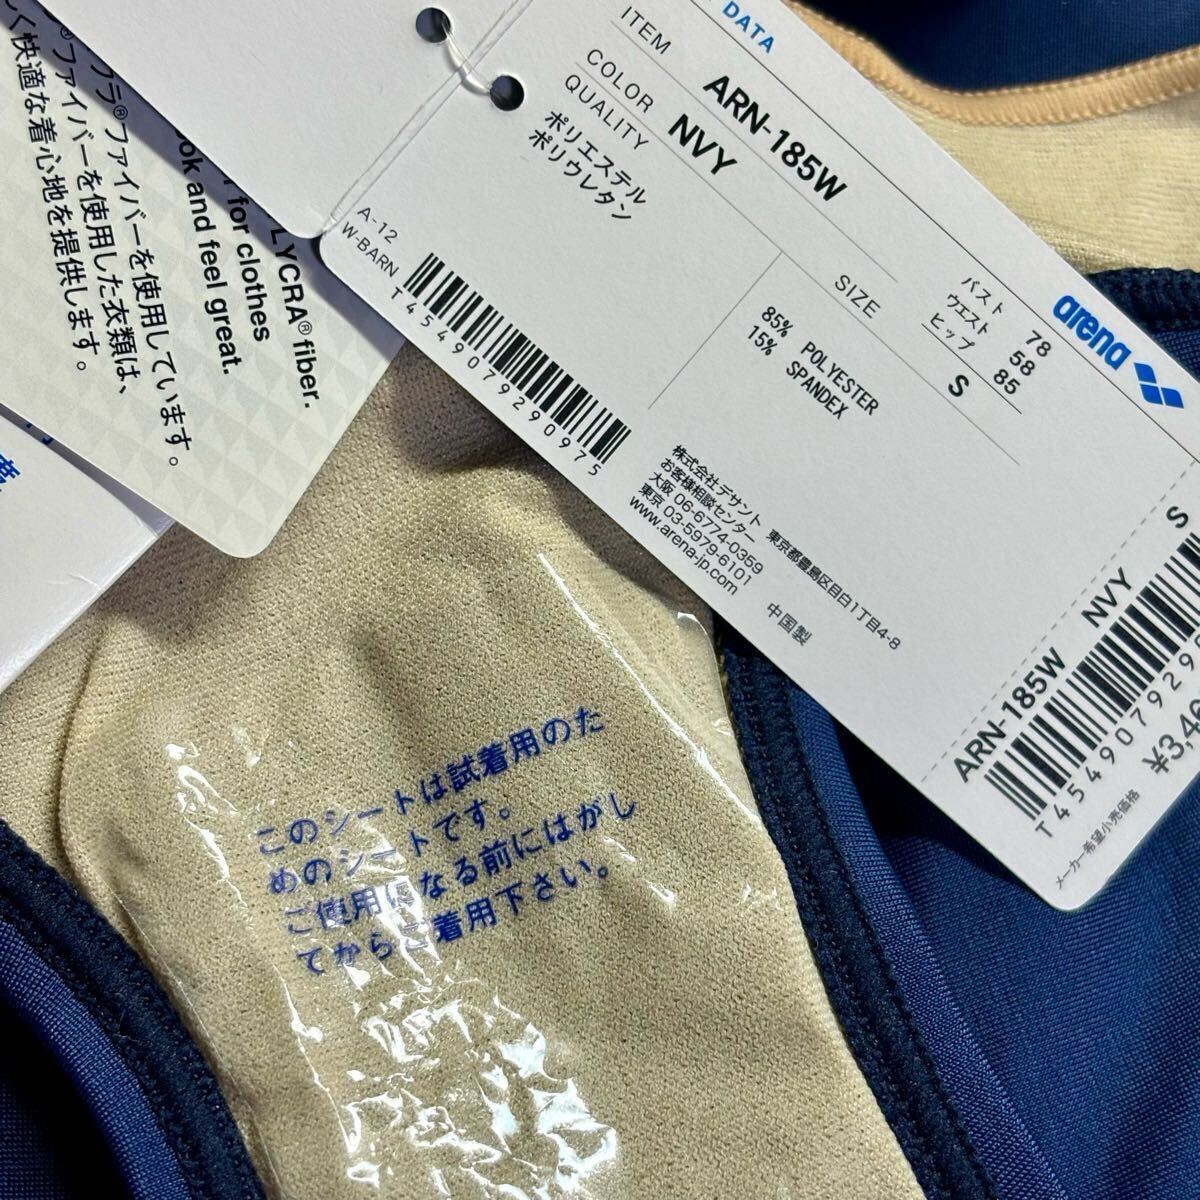 DATA
ITEM ARN-185W
COLOR NVY
QUALITY
ポリエステル
ポリウレタン
85% POLYESTER
15% SPANDEX
SIZE S
バスト 78
ウエスト 58
ヒップ 85
arena
A-12
W-BARN
T4549079290975
株式会社デサント 東京都豊島区目白1丁目4-8
お客様相談センター
大阪 06-6774-0359
東京 03-5979-6101
www.arena-jp.com
中国製
ARN-185W NVY S
¥3,4
メーカー希望小売価格
ファイバーを使用しています。
ファイバーを使用した衣類は、
快適な着心地を提供します。
LYCRA® fiber.
for clothes
and feel great.
このシートは試着用のた
めのシートです。
ご使用になる前にはがし
てからご着用下さい。